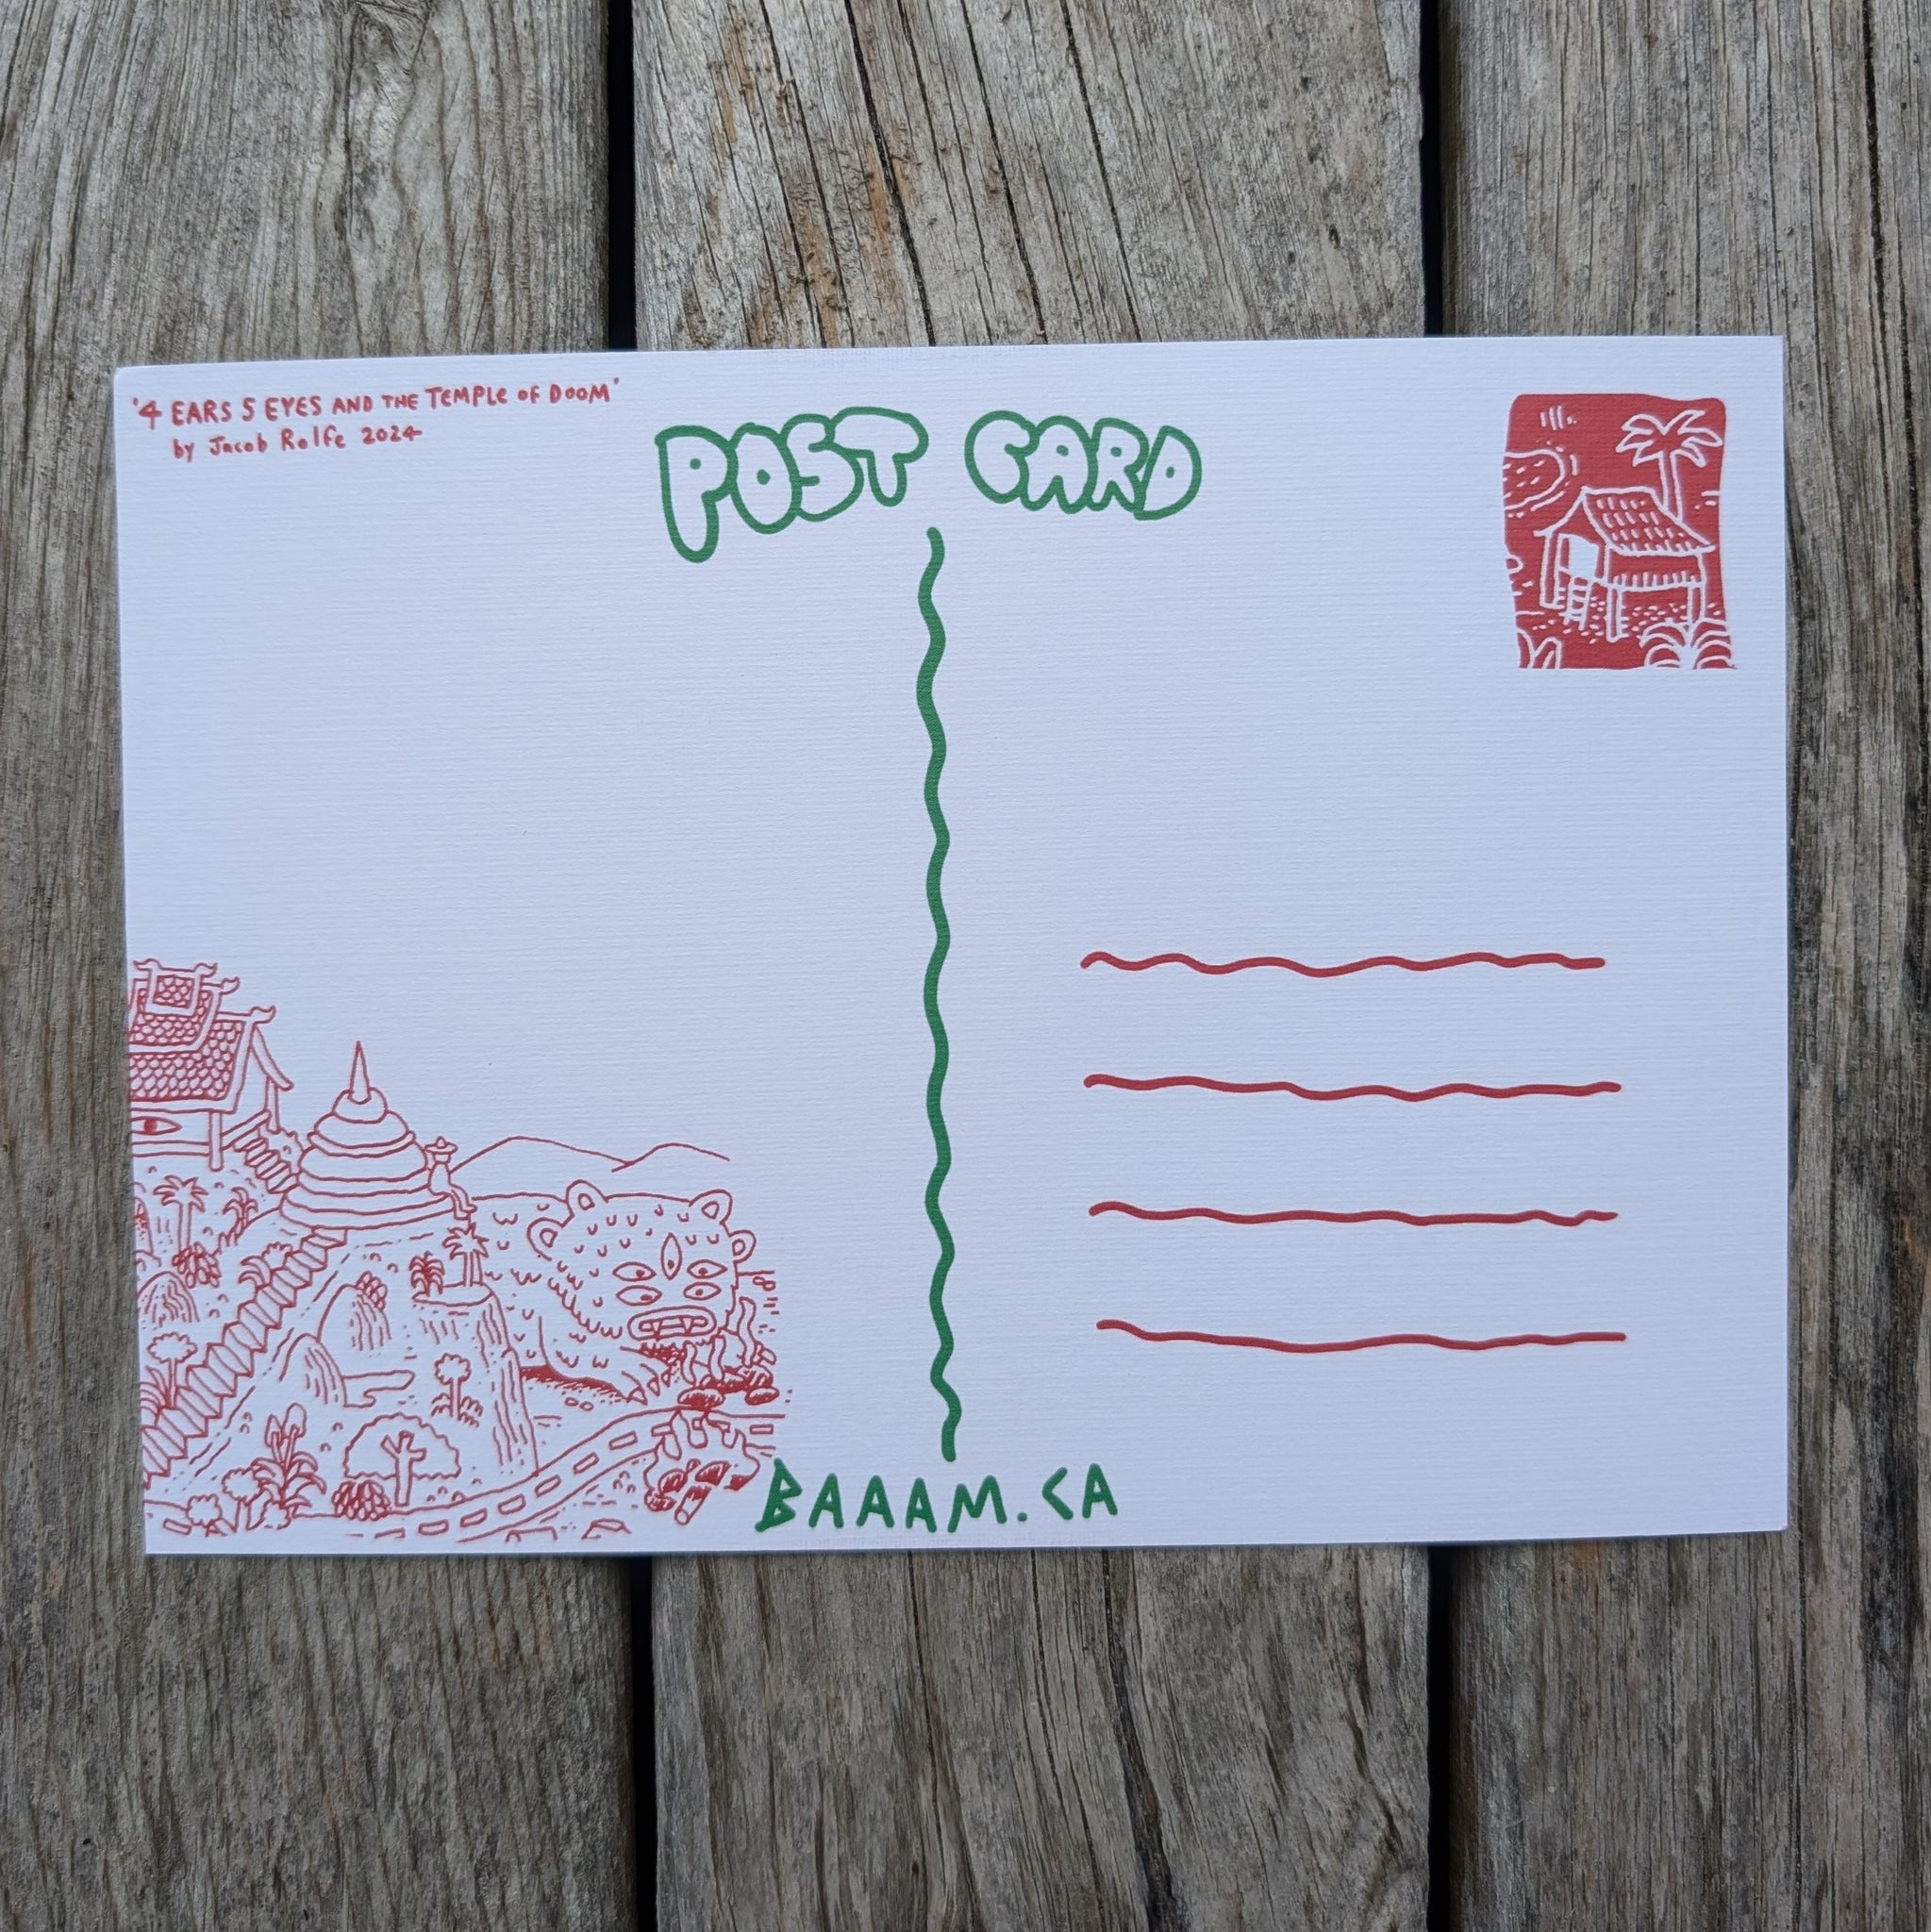 '4 EARS 5 EYES AND THE TEMPLE OF DOOM'
by Jacob Rolfe 2024
POST CARD
BAAAM.CA